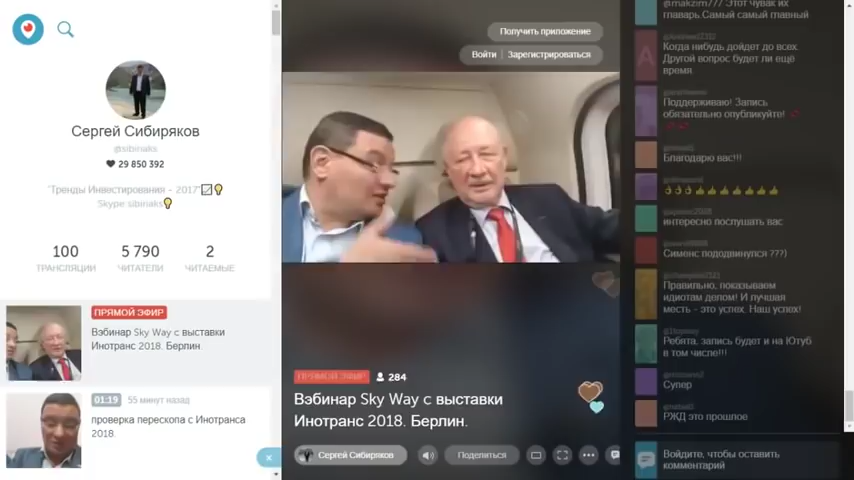 Сергей Сибиряков
@sibiriaks
29 850 392
"Тренды Инвестирования - 2017"
Skype sibiriaks
100
5 790
2
ТРАНСЛЯЦИИ
ЧИТАТЕЛИ
ЧИТАЕМЫЕ
ПРЯМОЙ ЭФИР
Вэбинар Sky Way с выставки
Инотранс 2018. Берлин.
01:19 55 минут назад
проверка перескопа с Инотранса
2018.
Получить приложение
Войти | Зарегистрироваться
ПРЯМОЙ ЭФИР 284
Вэбинар Sky Way с выставки
Инотранс 2018. Берлин.
Сергей Сибиряков
Поделиться
@makzim777 Этот чувак их
главарь.Самый самый главный
A
Когда нибудь дойдет до всех.
Другой вопрос будет ли ещё
время
Поддерживаю! Запись
обязательно опубликуйте!
Благодарю вас!!!
интересно послушать вас
Сименс пододвинулся ???)
Правильно, показываем
идиотам делом! И лучшая
месть - это успех. Наш успех!
Ребята, запись будет и на Ютуб
в том числе!!!
Супер
РЖД это прошлое
Войдите, чтобы оставить
комментарий